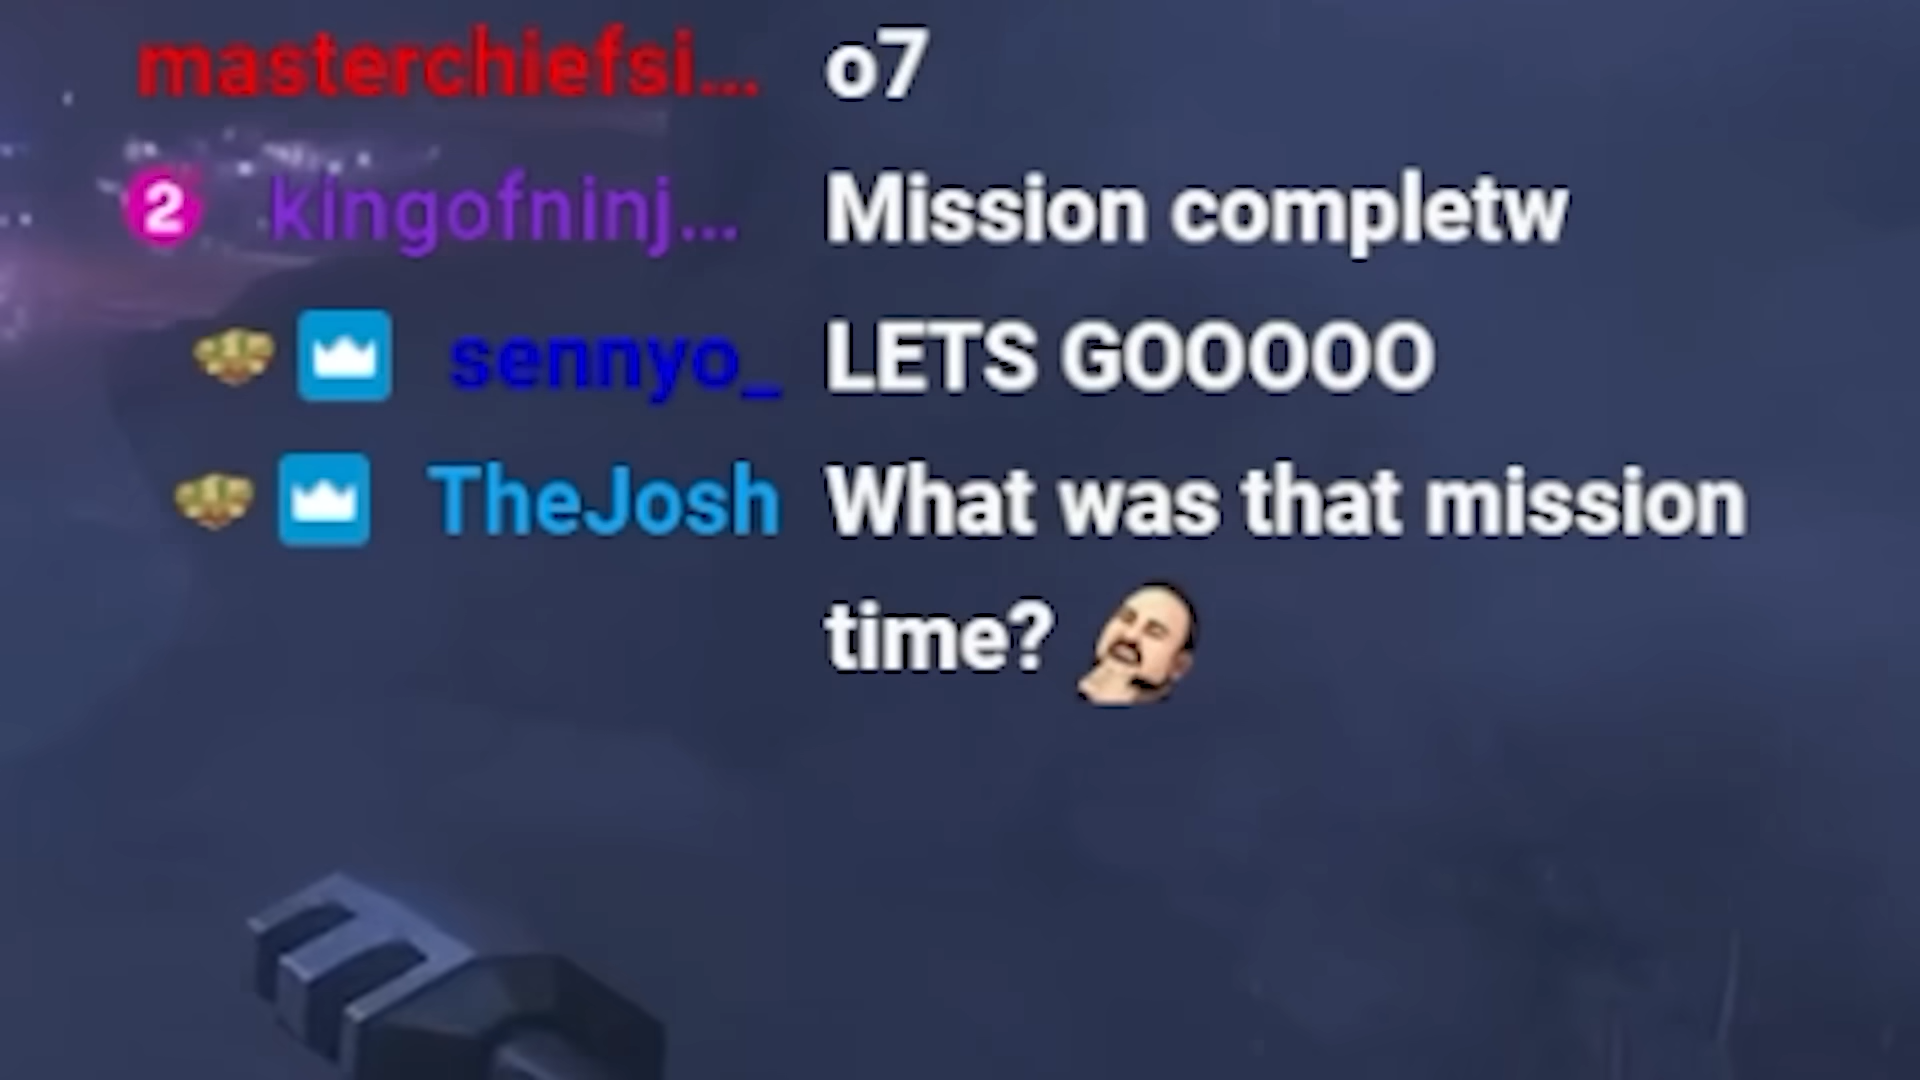 masterchiefsi... o7
2 kingofninj... Mission completw
sennyo_ LETS GOOOOO
TheJosh What was that mission
time?